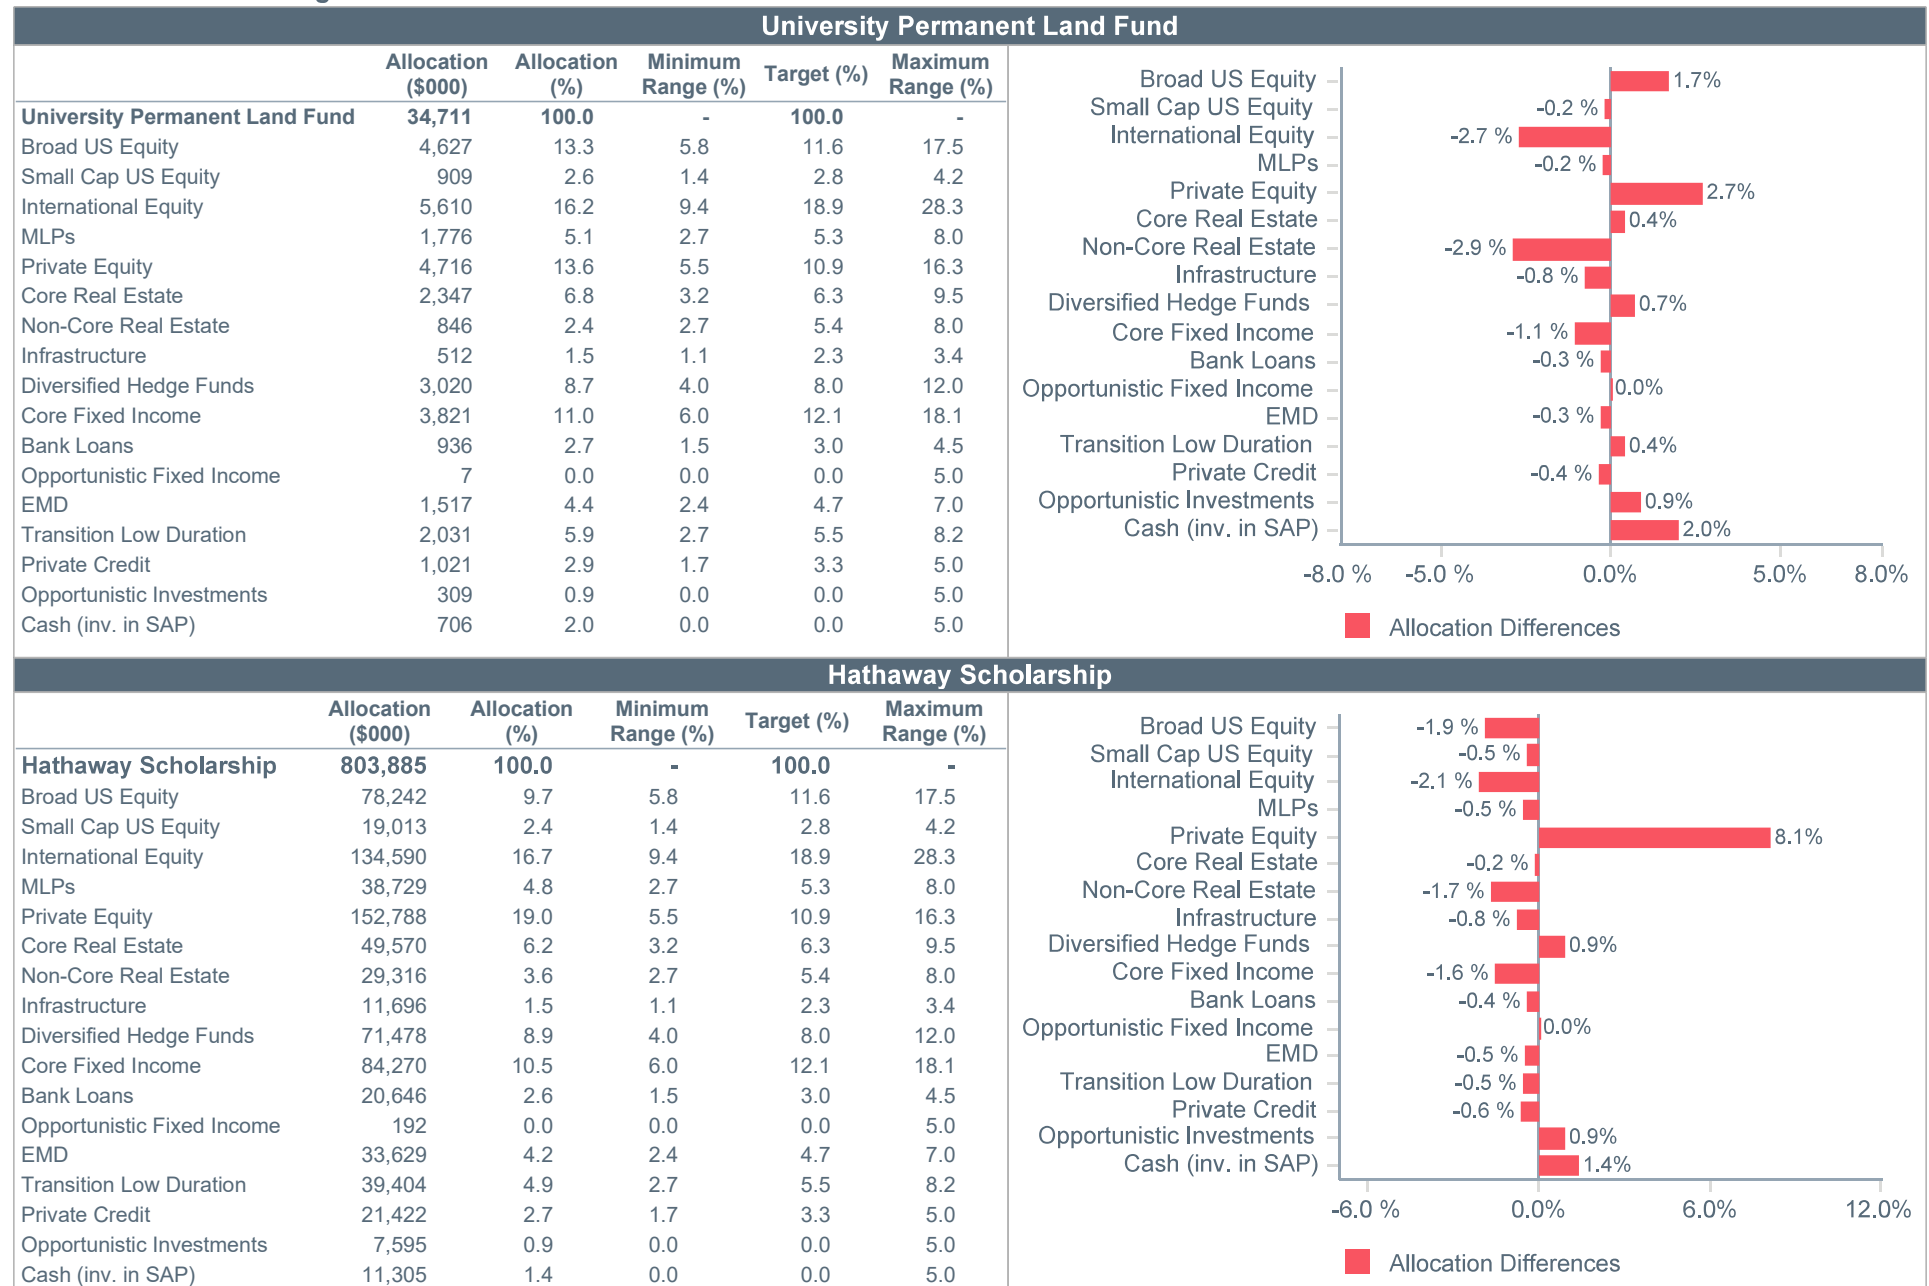 University Permanent Land Fund
Allocation ($000) Allocation (%) Minimum Range (%) Target (%) Maximum Range (%)
University Permanent Land Fund 34,711 100.0 - 100.0 -
Broad US Equity 4,627 13.3 5.8 11.6 17.5
Small Cap US Equity 909 2.6 1.4 2.8 4.2
International Equity 5,610 16.2 9.4 18.9 28.3
MLPs 1,776 5.1 2.7 5.3 8.0
Private Equity 4,716 13.6 5.5 10.9 16.3
Core Real Estate 2,347 6.8 3.2 6.3 9.5
Non-Core Real Estate 846 2.4 2.7 5.4 8.0
Infrastructure 512 1.5 1.1 2.3 3.4
Diversified Hedge Funds 3,020 8.7 4.0 8.0 12.0
Core Fixed Income 3,821 11.0 6.0 12.1 18.1
Bank Loans 936 2.7 1.5 3.0 4.5
Opportunistic Fixed Income 7 0.0 0.0 0.0 5.0
EMD 1,517 4.4 2.4 4.7 7.0
Transition Low Duration 2,031 5.9 2.7 5.5 8.2
Private Credit 1,021 2.9 1.7 3.3 5.0
Opportunistic Investments 309 0.9 0.0 0.0 5.0
Cash (inv. in SAP) 706 2.0 0.0 0.0 5.0
Broad US Equity 1.7%
Small Cap US Equity -0.2 %
International Equity -2.7 %
MLPs -0.2 %
Private Equity 2.7%
Core Real Estate 0.4%
Non-Core Real Estate -2.9 %
Infrastructure -0.8 %
Diversified Hedge Funds 0.7%
Core Fixed Income -1.1 %
Bank Loans -0.3 %
Opportunistic Fixed Income 0.0%
EMD -0.3 %
Transition Low Duration 0.4%
Private Credit -0.4 %
Opportunistic Investments 0.9%
Cash (inv. in SAP) 2.0%
-8.0 % -5.0 % 0.0% 5.0% 8.0%
Allocation Differences
Hathaway Scholarship
Allocation ($000) Allocation (%) Minimum Range (%) Target (%) Maximum Range (%)
Hathaway Scholarship 803,885 100.0 - 100.0 -
Broad US Equity 78,242 9.7 5.8 11.6 17.5
Small Cap US Equity 19,013 2.4 1.4 2.8 4.2
International Equity 134,590 16.7 9.4 18.9 28.3
MLPs 38,729 4.8 2.7 5.3 8.0
Private Equity 152,788 19.0 5.5 10.9 16.3
Core Real Estate 49,570 6.2 3.2 6.3 9.5
Non-Core Real Estate 29,316 3.6 2.7 5.4 8.0
Infrastructure 11,696 1.5 1.1 2.3 3.4
Diversified Hedge Funds 71,478 8.9 4.0 8.0 12.0
Core Fixed Income 84,270 10.5 6.0 12.1 18.1
Bank Loans 20,646 2.6 1.5 3.0 4.5
Opportunistic Fixed Income 192 0.0 0.0 0.0 5.0
EMD 33,629 4.2 2.4 4.7 7.0
Transition Low Duration 39,404 4.9 2.7 5.5 8.2
Private Credit 21,422 2.7 1.7 3.3 5.0
Opportunistic Investments 7,595 0.9 0.0 0.0 5.0
Cash (inv. in SAP) 11,305 1.4 0.0 0.0 5.0
Broad US Equity -1.9 %
Small Cap US Equity -0.5 %
International Equity -2.1 %
MLPs -0.5 %
Private Equity 8.1%
Core Real Estate -0.2 %
Non-Core Real Estate -1.7 %
Infrastructure -0.8 %
Diversified Hedge Funds 0.9%
Core Fixed Income -1.6 %
Bank Loans -0.4 %
Opportunistic Fixed Income 0.0%
EMD -0.5 %
Transition Low Duration -0.5 %
Private Credit -0.6 %
Opportunistic Investments 0.9%
Cash (inv. in SAP) 1.4%
-6.0 % 0.0% 6.0% 12.0%
Allocation Differences